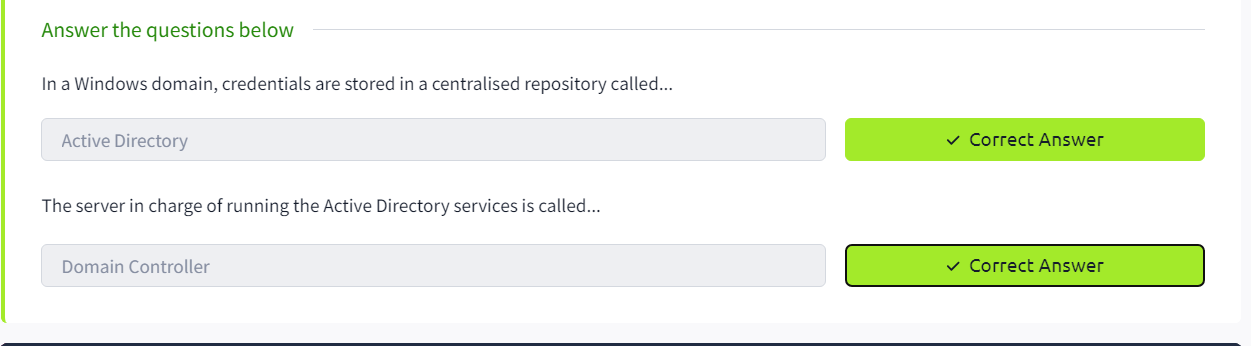 Answer the questions below
In a Windows domain, credentials are stored in a centralised repository called...
Active Directory
✓ Correct Answer
The server in charge of running the Active Directory services is called...
Domain Controller
✓ Correct Answer